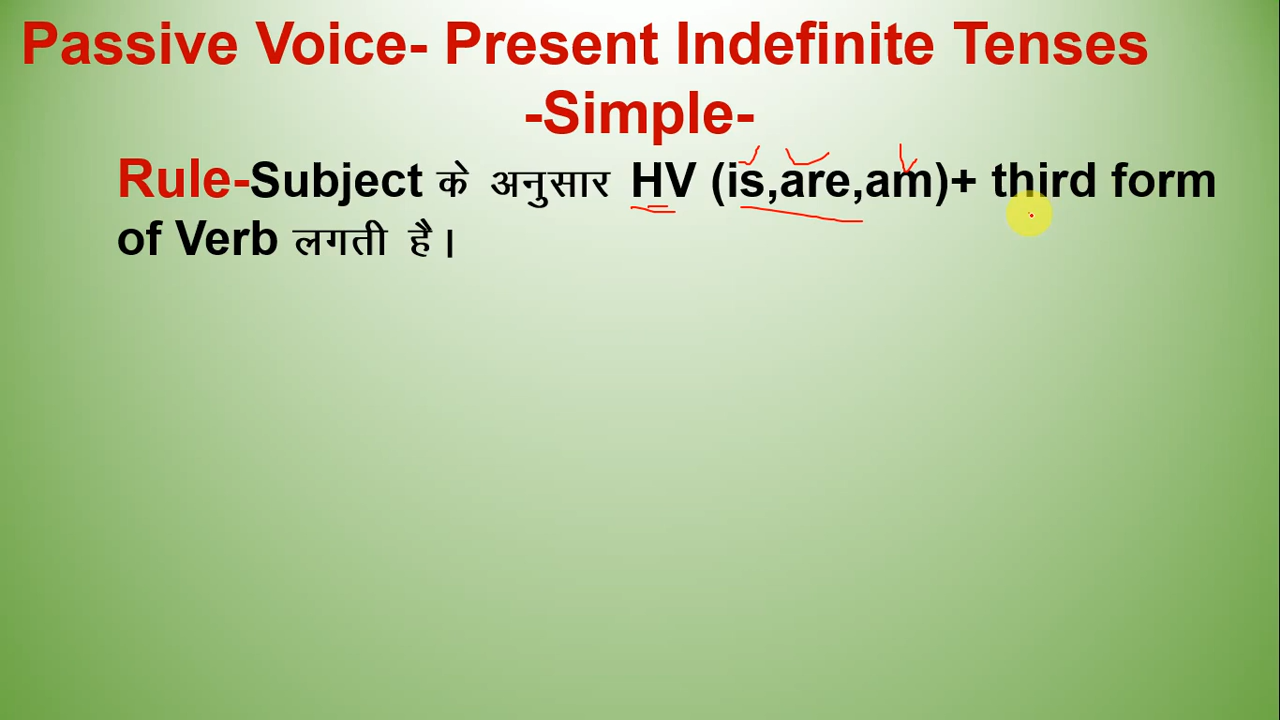 Passive Voice- Present Indefinite Tenses
-Simple-
Rule-Subject के अनुसार HV (is,are,am)+ third form
of Verb लगती है।